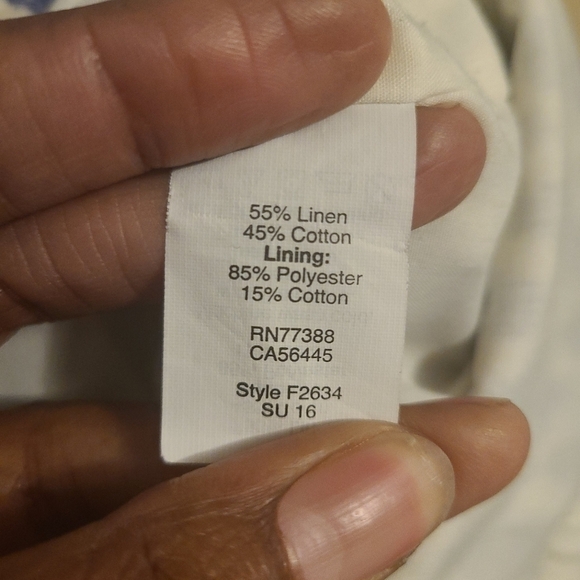 55% Linen
45% Cotton
Lining:
85% Polyester
15% Cotton
RN77388
CA56445
Style F2634
SU 16